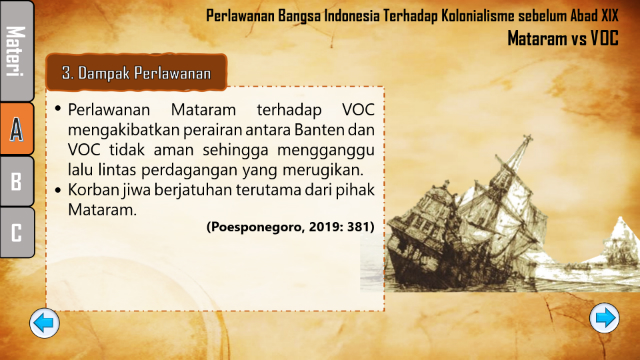 Perlawanan Bangsa Indonesia Terhadap Kolonialisme sebelum Abad XIX
Mataram vs VOC
Materi
A
B
C
3. Dampak Perlawanan
• Perlawanan Mataram terhadap VOC
mengakibatkan perairan antara Banten dan
VOC tidak aman sehingga mengganggu
lalu lintas perdagangan yang merugikan.
• Korban jiwa berjatuhan terutama dari pihak
Mataram.
(Poesponegoro, 2019: 381)